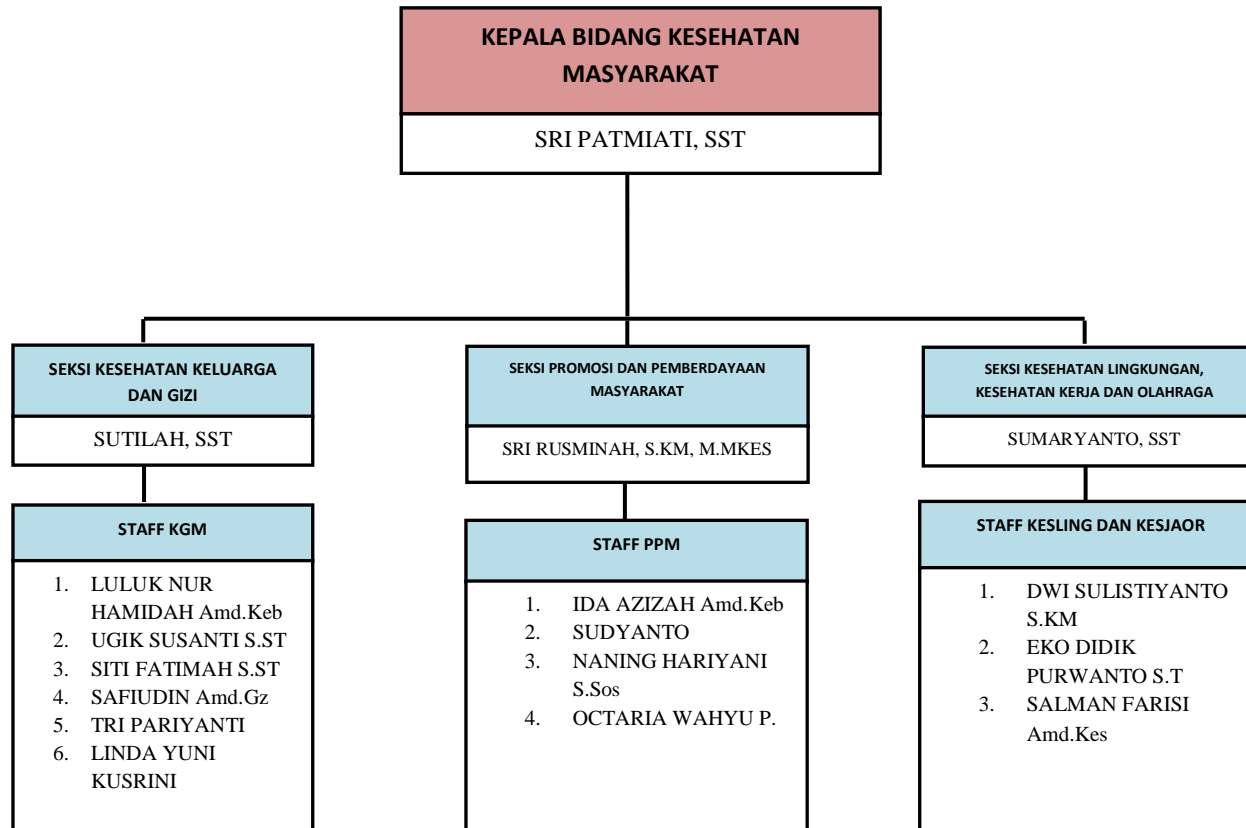 KEPALA BIDANG KESEHATAN
MASYARAKAT
SRI PATMIATI, SST
SEKSI KESEHATAN KELUARGA
DAN GIZI
SUTILAH, SST
STAFF KGM
1. LULUK NUR
HAMIDAH Amd.Keb
2. UGIK SUSANTI S.ST
3. SITI FATIMAH S.ST
4. SAFIUDIN Amd.Gz
5. TRI PARIYANTI
6. LINDA YUNI
KUSRINI
SEKSI PROMOSI DAN PEMBERDAYAAN
MASYARAKAT
SRI RUSMINAH, S.KM, M.MKES
STAFF PPM
1. IDA AZIZAH Amd.Keb
2. SUDYANTO
3. NANING HARIYANI
S.Sos
4. OCTARIA WAHYU P.
SEKSI KESEHATAN LINGKUNGAN,
KESEHATAN KERJA DAN OLAHRAGA
SUMARYANTO, SST
STAFF KESLING DAN KESJAOR
1. DWI SULISTIYANTO
S.KM
2. EKO DIDIK
PURWANTO S.T
3. SALMAN FARISI
Amd.Kes